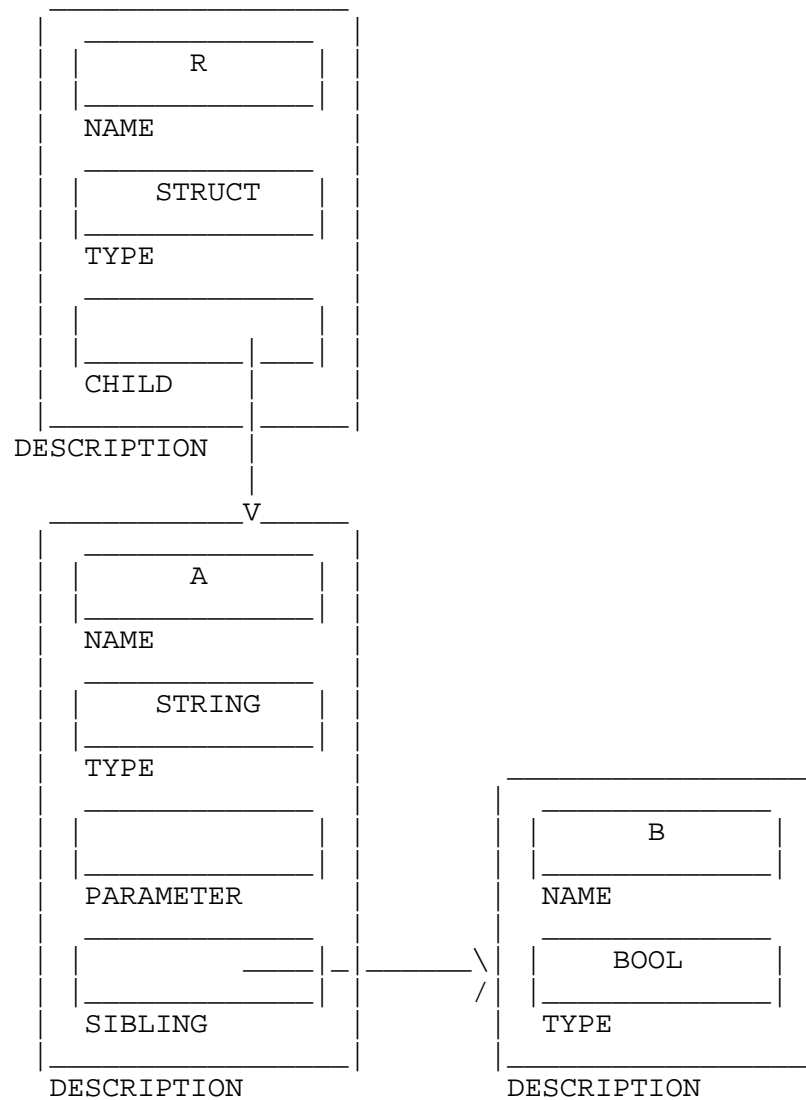 R
NAME
STRUCT
TYPE
CHILD
DESCRIPTION
A
NAME
STRING
TYPE
PARAMETER
SIBLING
DESCRIPTION
B
NAME
BOOL
TYPE
DESCRIPTION